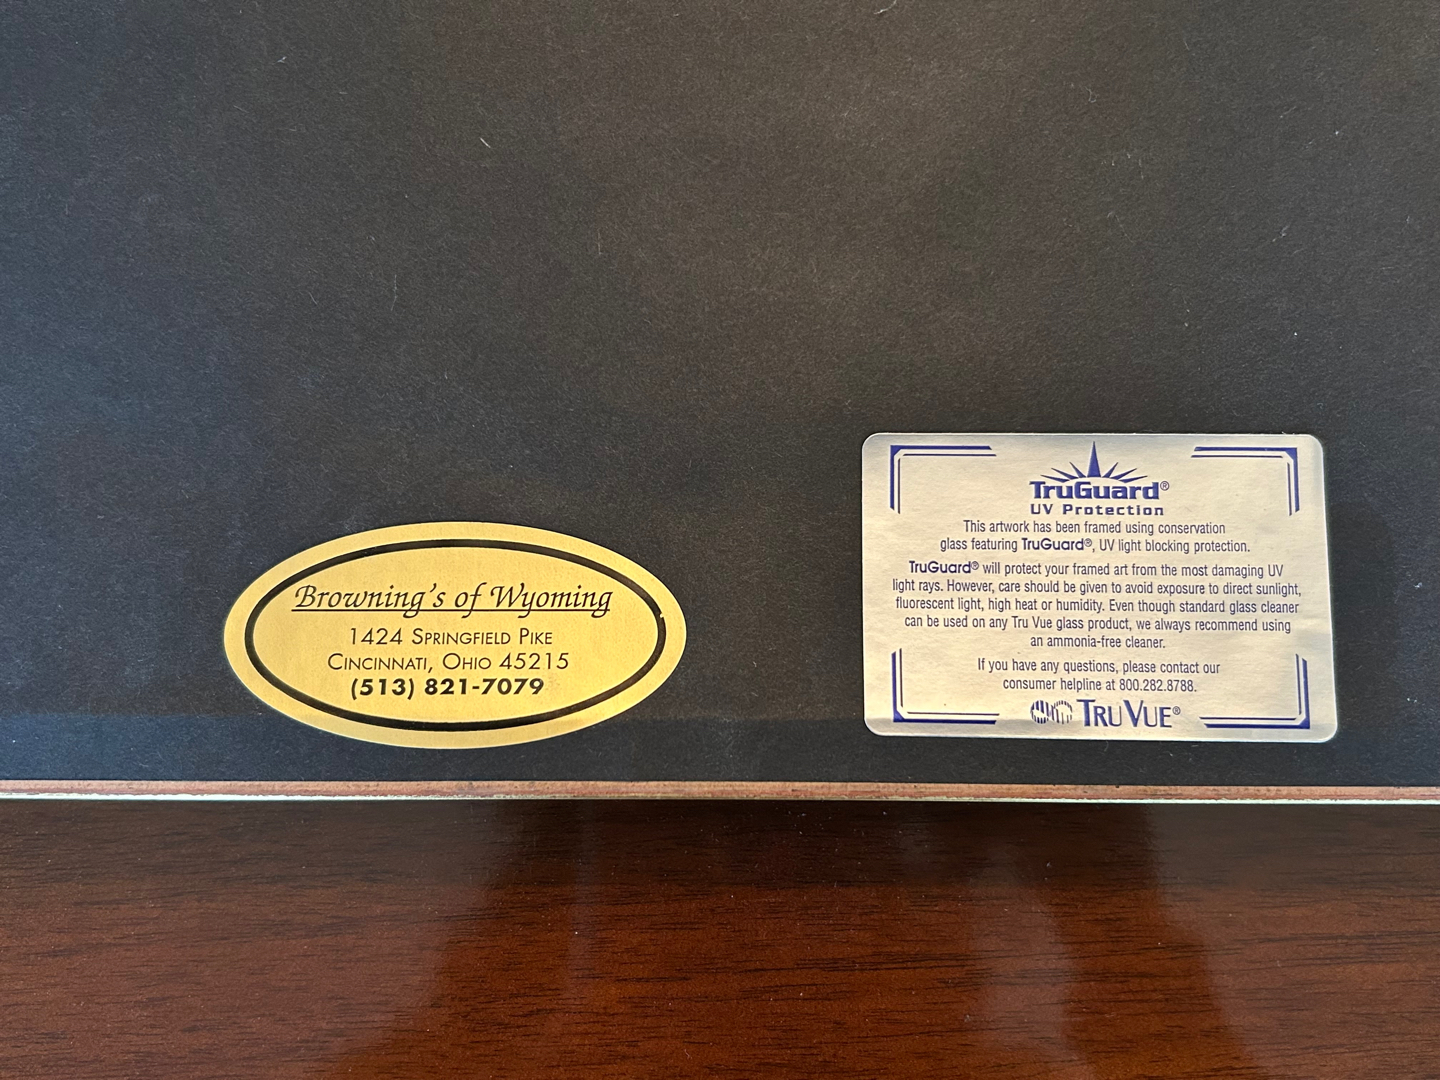 Browning's of Wyoming
1424 Springfield Pike
Cincinnati, Ohio 45215
(513) 821-7079
TruGuard®
UV Protection
This artwork has been framed using conservation
glass featuring TruGuard®, UV light blocking protection.
TruGuard® will protect your framed art from the most damaging UV
light rays. However, care should be given to avoid exposure to direct sunlight,
fluorescent light, high heat or humidity. Even though standard glass cleaner
can be used on any Tru Vue glass product, we always recommend using
an ammonia-free cleaner.
If you have any questions, please contact our
consumer helpline at 800.282.8788.
Tru Vue®